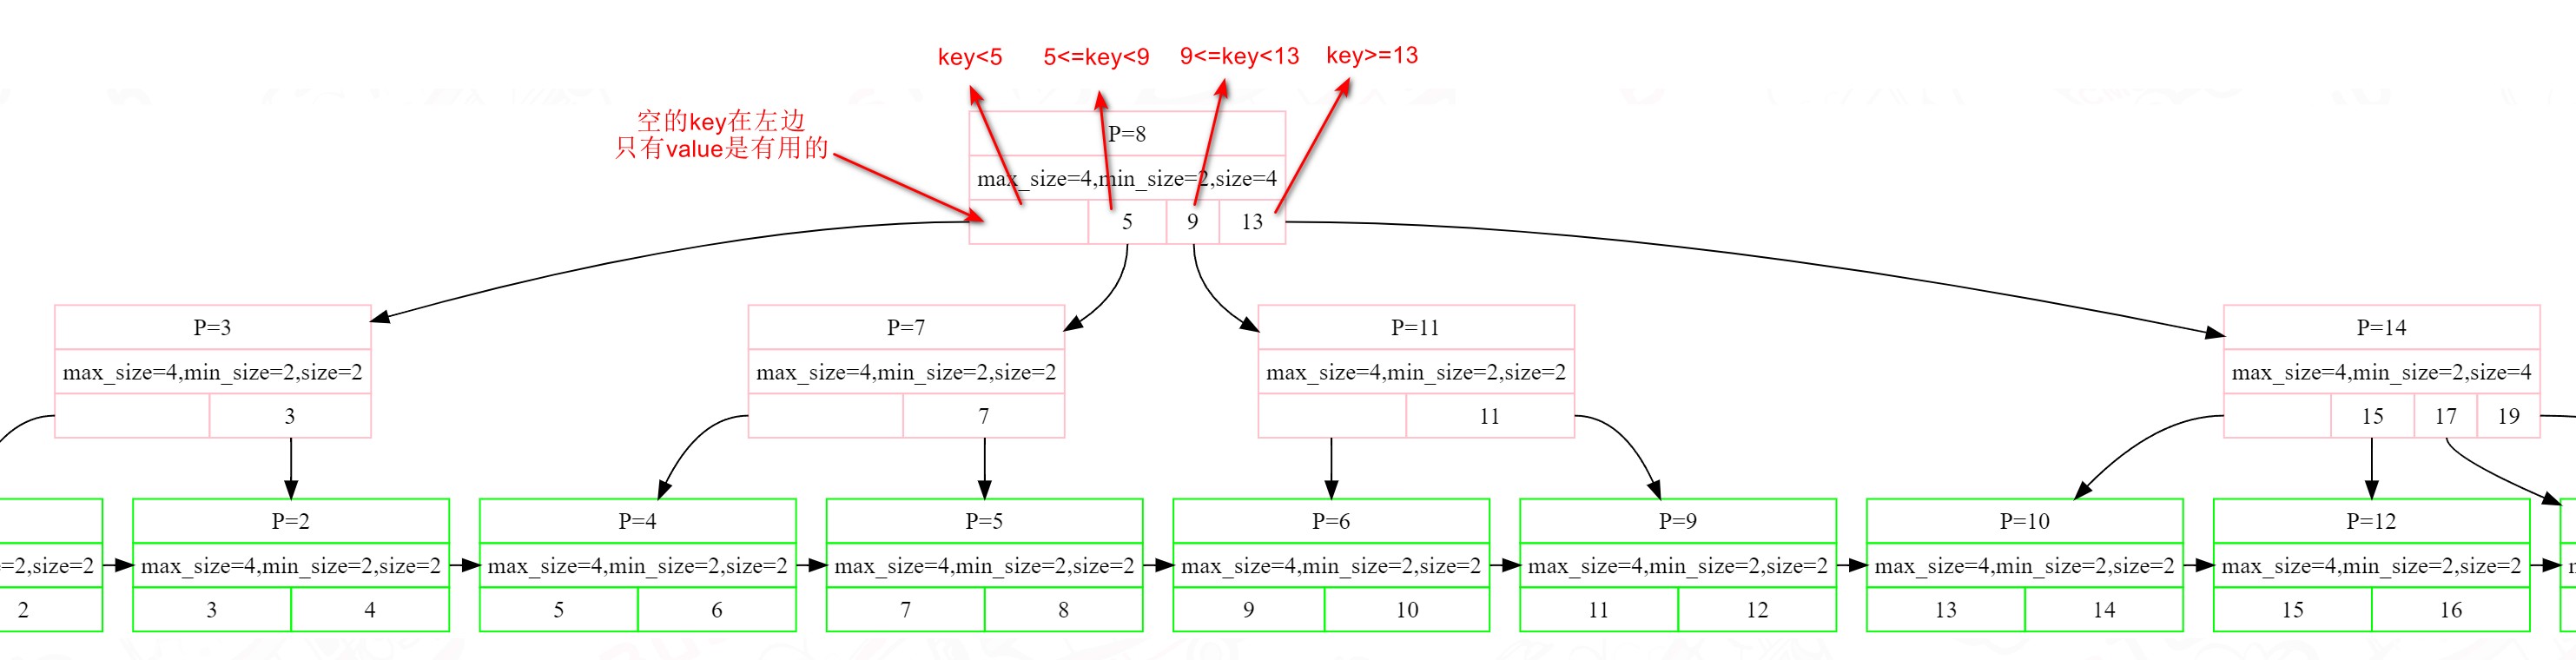 key<5 5<=key<9 9<=key<13 key>=13
空的key在左边
只有value是有用的
P=8
max_size=4,min_size=2,size=4
5 9 13
P=3 P=7 P=11 P=14
max_size=4,min_size=2,size=2 max_size=4,min_size=2,size=2 max_size=4,min_size=2,size=2 max_size=4,min_size=2,size=4
3 7 11 15 17 19
P=2 P=4 P=5 P=6 P=9 P=10 P=12
=2,size=2 max_size=4,min_size=2,size=2 max_size=4,min_size=2,size=2 max_size=4,min_size=2,size=2 max_size=4,min_size=2,size=2 max_size=4,min_size=2,size=2 max_size=4,min_size=2,size=2 max_size=4,min_size=2,size=2
2 3 4 5 6 7 8 9 10 11 12 13 14 15 16